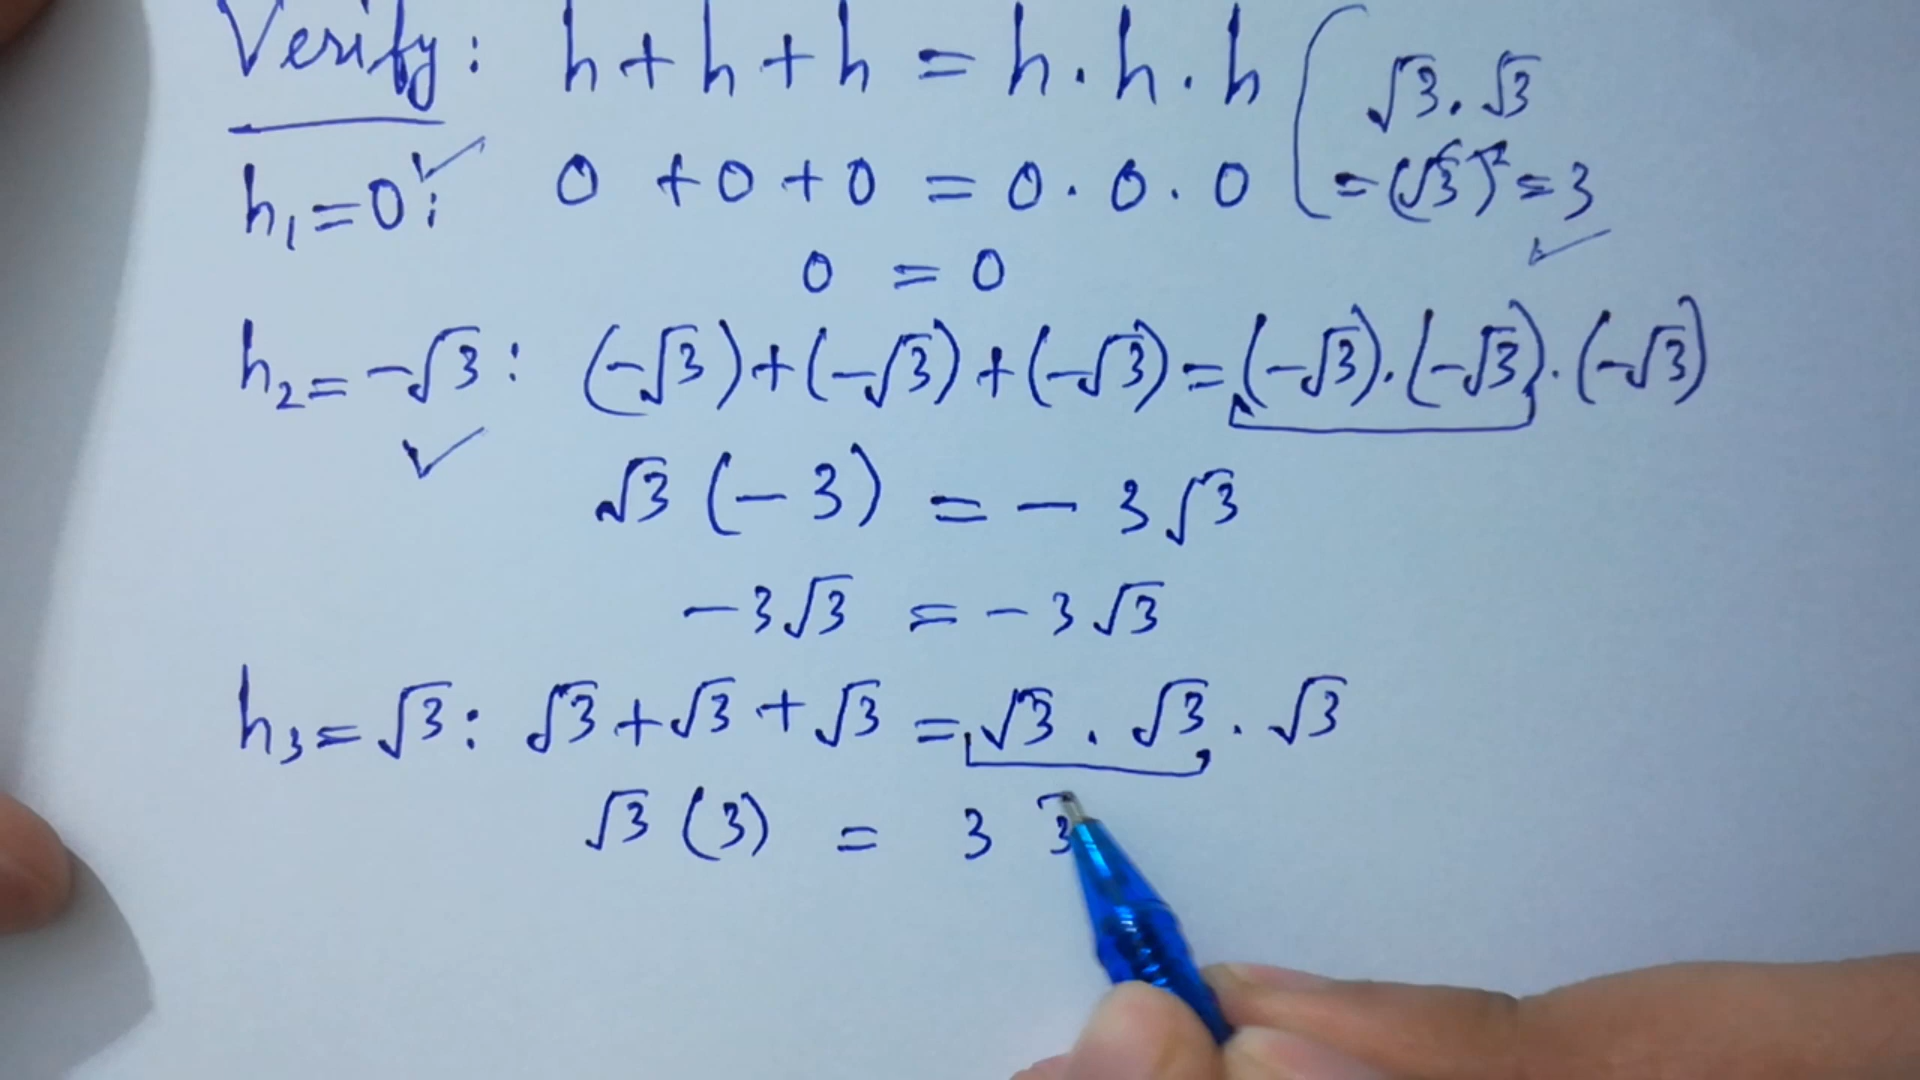 Verify: h + h + h = h . h . h
√3 . √3
= (√3)² = 3 ✓
h₁ = 0: ✓ 0 + 0 + 0 = 0 . 0 . 0
0 = 0
h₂ = -√3 : (-√3) + (-√3) + (-√3) = (-√3) . (-√3) . (-√3)
✓ √3 (-3) = - 3√3
-3√3 = -3√3
h₃ = √3 : √3 + √3 + √3 = √3 . √3 . √3
√3 (3) = 3 3